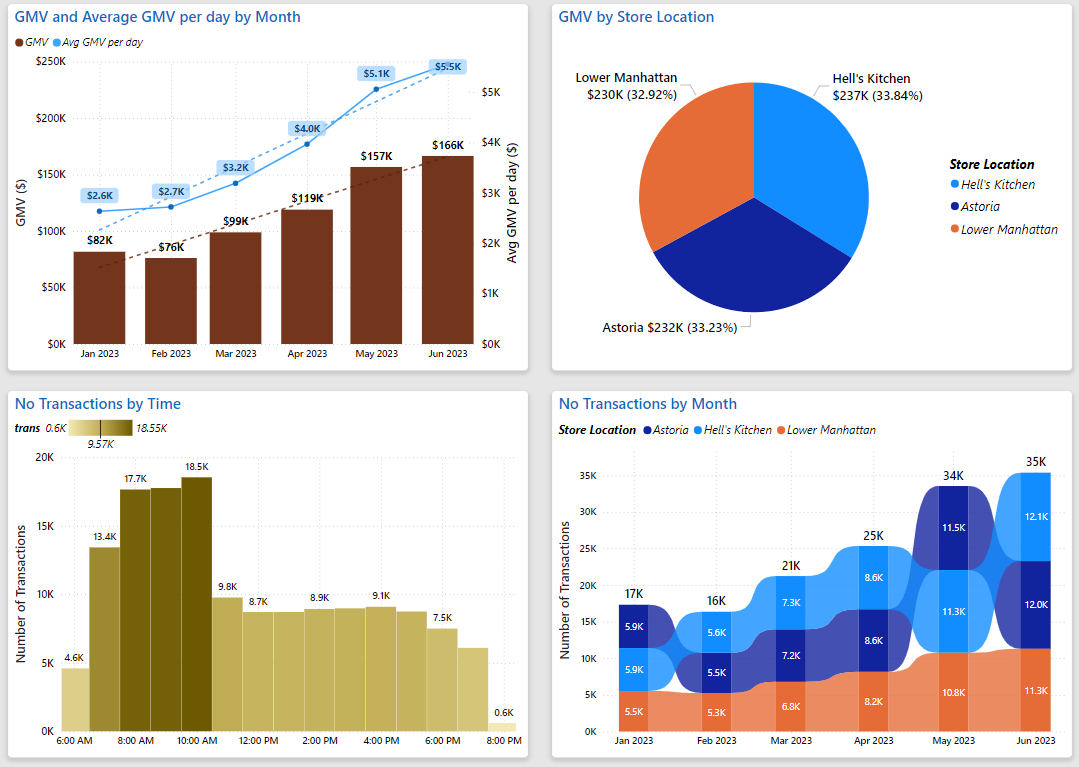 GMV and Average GMV per day by Month
GMV Avg GMV per day
$250K
$200K
$150K
$100K
$50K
$0K
GMV ($)
$5K
$4K
$3K
$2K
$1K
$0K
Avg GMV per day ($)
$2.6K
$2.7K
$3.2K
$4.0K
$5.1K
$5.5K
$82K
$76K
$99K
$119K
$157K
$166K
Jan 2023 Feb 2023 Mar 2023 Apr 2023 May 2023 Jun 2023
GMV by Store Location
Lower Manhattan
$230K (32.92%)
Hell's Kitchen
$237K (33.84%)
Astoria $232K (33.23%)
Store Location
Hell's Kitchen
Astoria
Lower Manhattan
No Transactions by Time
trans 0.6K 18.55K
9.57K
20K
15K
10K
5K
0K
Number of Transactions
4.6K
13.4K
17.7K
18.5K
9.8K
8.7K
8.9K
9.1K
7.5K
0.6K
6:00 AM 8:00 AM 10:00 AM 12:00 PM 2:00 PM 4:00 PM 6:00 PM 8:00 PM
No Transactions by Month
Store Location Astoria Hell's Kitchen Lower Manhattan
35K
30K
25K
20K
15K
10K
5K
0K
Number of Transactions
17K
5.9K
5.9K
5.5K
16K
5.6K
5.5K
5.3K
21K
7.3K
7.2K
6.8K
25K
8.6K
8.6K
8.2K
34K
11.5K
11.3K
10.8K
35K
12.1K
12.0K
11.3K
Jan 2023 Feb 2023 Mar 2023 Apr 2023 May 2023 Jun 2023